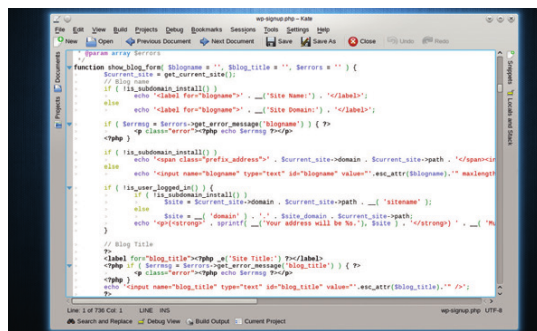 wp-signup.php – Kate
File Edit View Build Projects Debug Bookmarks Sessions Tools Settings Help
New Open Previous Document Next Document Save Save As Close Undo Redo
Documents
Projects
Snippets
Locals and Stack
* @param array $errors
*/
function show_blog_form( $blogname = '', $blog_title = '', $errors = '' ) {
$current_site = get_current_site();
// Blog name
if ( !is_subdomain_install() )
echo '<label for="blogname">' . __('Site Name:') . '</label>';
else
echo '<label for="blogname">' . __('Site Domain:') . '</label>';
if ( $errmsg = $errors->get_error_message('blogname') ) { ?>
<p class="error"><?php echo $errmsg ?></p>
<?php }
if ( !is_subdomain_install() )
echo '<span class="prefix_address">' . $current_site->domain . $current_site->path . '</span><in
else
echo '<input name="blogname" type="text" id="blogname" value="'.esc_attr($blogname).'" maxlength
if ( !is_user_logged_in() ) {
if ( !is_subdomain_install() )
$site = $current_site->domain . $current_site->path . __( 'sitename' );
else
$site = __( 'domain' ) . '.' . $site_domain . $current_site->path;
echo '<p>(<strong>' . sprintf( __('Your address will be %s.'), $site ) . '</strong>) ' . __( 'Mu
}
// Blog Title
?>
<label for="blog_title"><?php _e('Site Title:') ?></label>
<?php if ( $errmsg = $errors->get_error_message('blog_title') ) { ?>
<p class="error"><?php echo $errmsg ?></p>
<?php }
echo '<input name="blog_title" type="text" id="blog_title" value="'.esc_attr($blog_title).'" />';
?>
Line: 1 of 736 Col: 1 LINE INS wp-signup.php UTF-8
Search and Replace Debug View Build Output Current Project